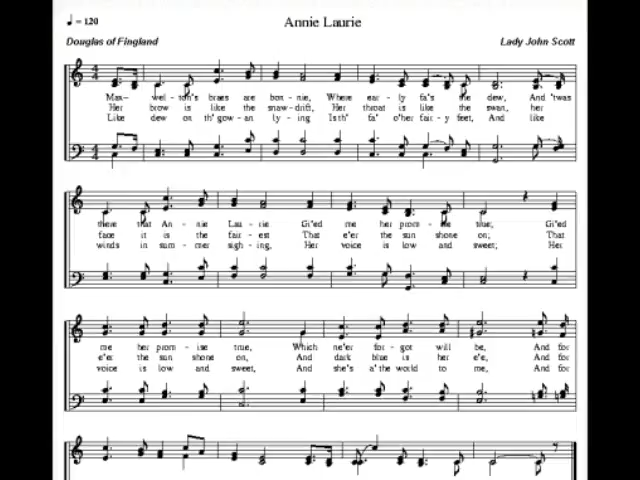 ♩ = 120
Annie Laurie
Douglas of Fingland
Lady John Scott
Max– wel–ton's braes are bon–nie, Where ear–ly fa's the dew, And 'twas
Her brow is like the snaw–drift, Her throat is like the swan, her
Like dew on th' gow–an ly–ing Is th' fa' o' her fair–y feet, And like
there that An–nie Lau–rie Gi'ed me her prom–ise true; Gi'ed
face it is the fair–est That e'er the sun shone on; That
winds in sum–mer sigh–ing, Her voice is low and sweet; Her
me her prom–ise true, Which ne'er for–got will be, And for
e'er the sun shone on, And dark blue is her e'e, And for
voice is low and sweet, And she's a' the world to me, And for